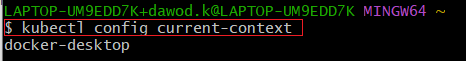 LAPTOP-UM9EDD7K+dawod.k@LAPTOP-UM9EDD7K MINGW64 ~
$ kubectl config current-context
docker-desktop